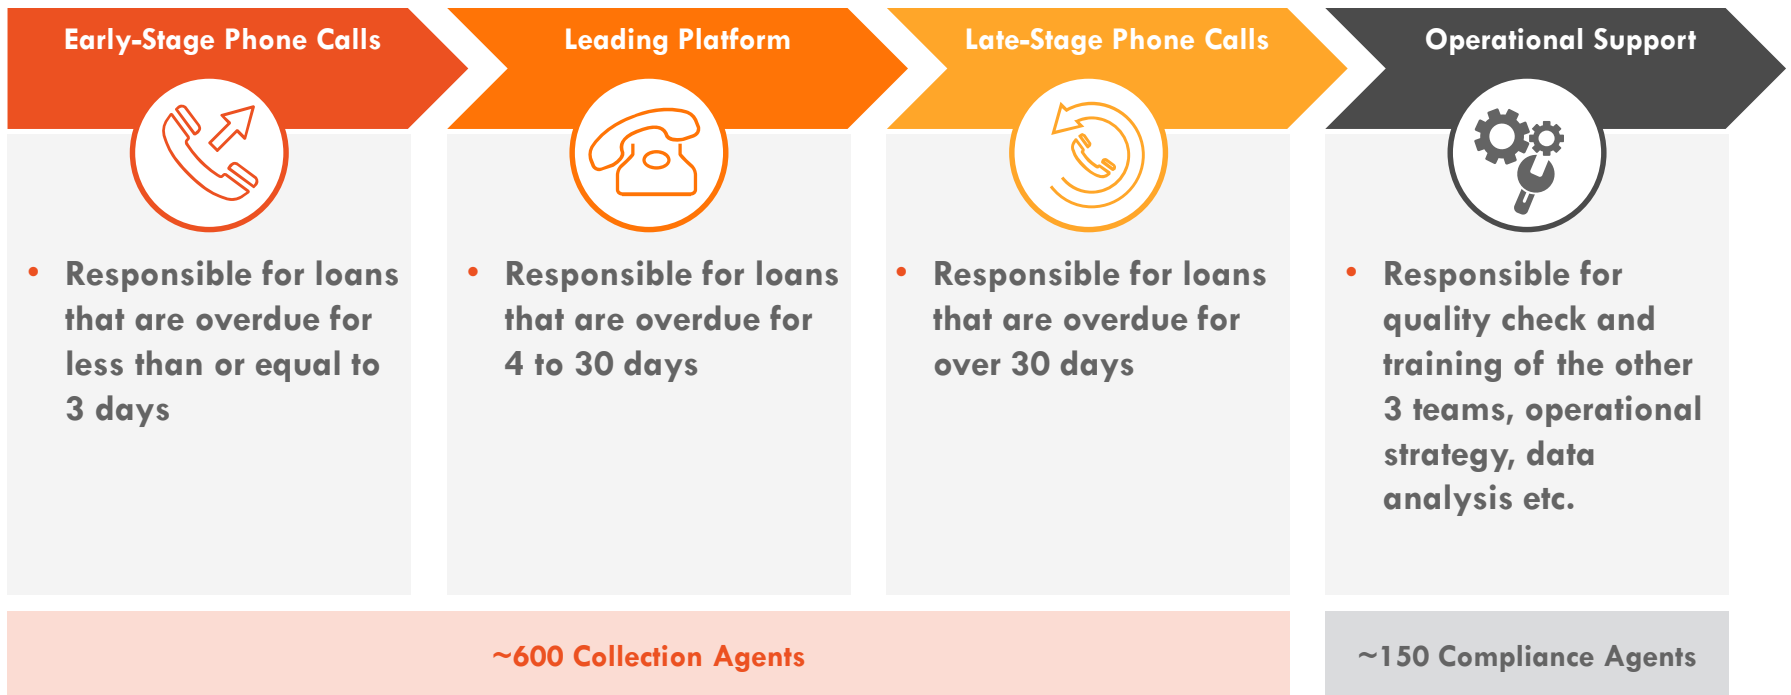 Early-Stage Phone Calls
Leading Platform
Late-Stage Phone Calls
Operational Support
• Responsible for loans
that are overdue for
less than or equal to
3 days
• Responsible for loans
that are overdue for
4 to 30 days
• Responsible for loans
that are overdue for
over 30 days
• Responsible for
quality check and
training of the other
3 teams, operational
strategy, data
analysis etc.
~600 Collection Agents
~150 Compliance Agents